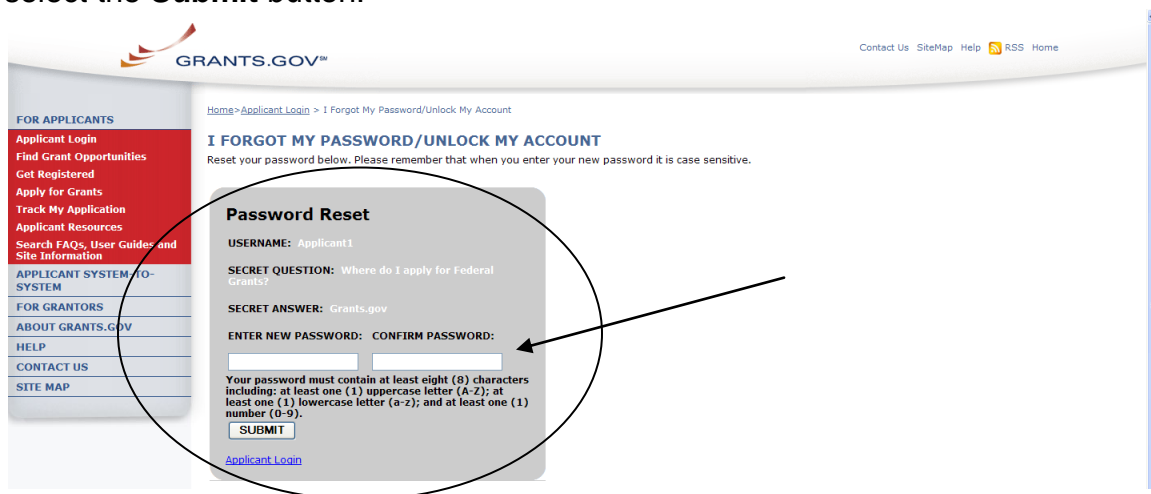 select the Submit button.
GRANTS.GOV℠
Contact Us SiteMap Help RSS Home
FOR APPLICANTS
Applicant Login
Find Grant Opportunities
Get Registered
Apply for Grants
Track My Application
Applicant Resources
Search FAQs, User Guides and
Site Information
APPLICANT SYSTEM-TO-
SYSTEM
FOR GRANTORS
ABOUT GRANTS.GOV
HELP
CONTACT US
SITE MAP
Home>Applicant Login > I Forgot My Password/Unlock My Account
I FORGOT MY PASSWORD/UNLOCK MY ACCOUNT
Reset your password below. Please remember that when you enter your new password it is case sensitive.
Password Reset
USERNAME: Applicant1
SECRET QUESTION: Where do I apply for Federal
Grants?
SECRET ANSWER: Grants.gov
ENTER NEW PASSWORD: CONFIRM PASSWORD:
Your password must contain at least eight (8) characters
including: at least one (1) uppercase letter (A-Z); at
least one (1) lowercase letter (a-z); and at least one (1)
number (0-9).
SUBMIT
Applicant Login